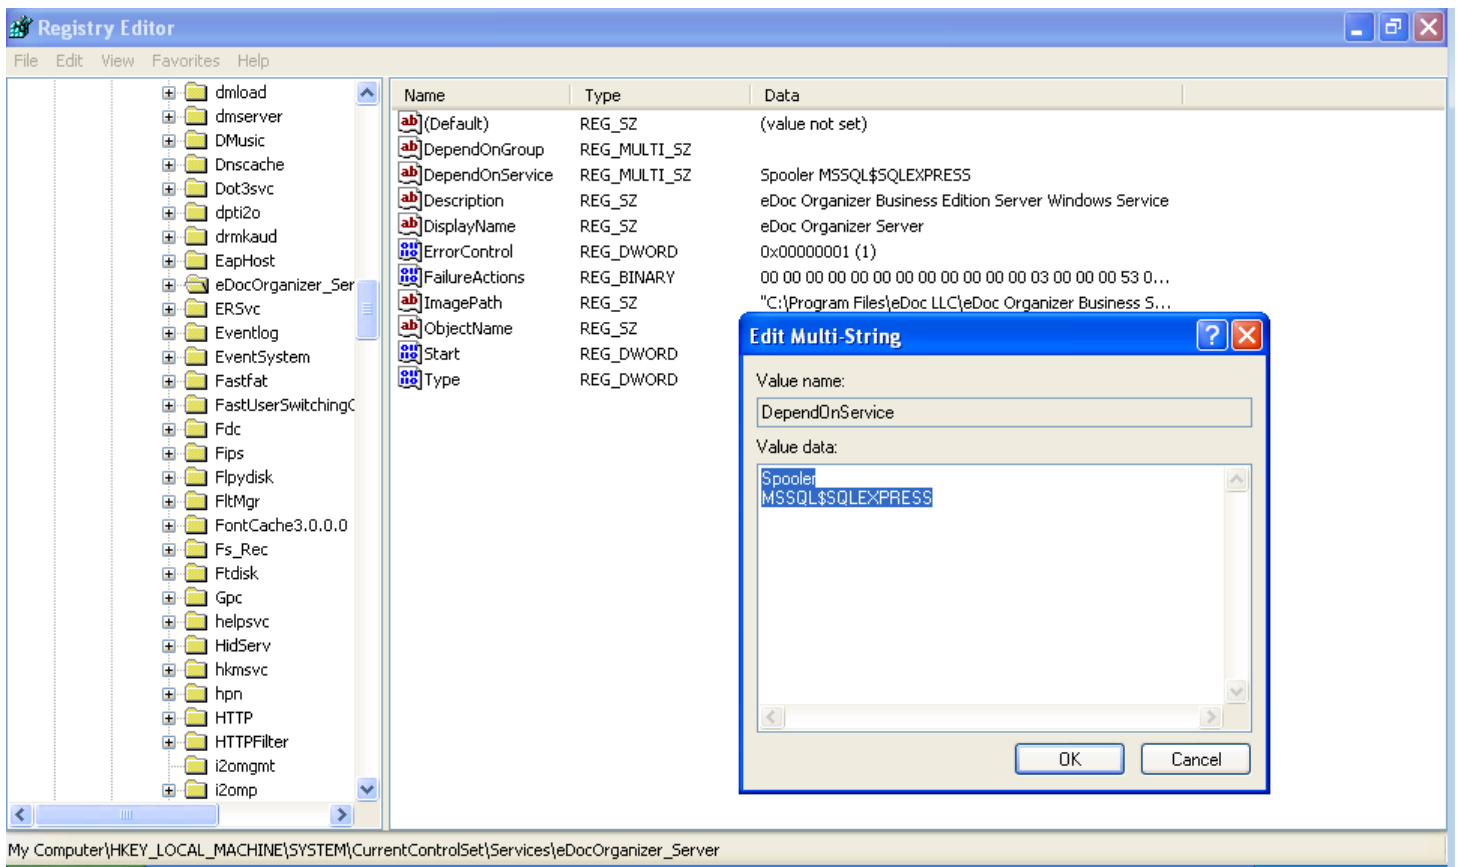 Registry Editor
File Edit View Favorites Help
dmload
dmserver
DMusic
Dnscache
Dot3svc
dpti2o
drmkaud
EapHost
eDocOrganizer_Ser
ERSvc
Eventlog
EventSystem
Fastfat
FastUserSwitchingC
Fdc
Fips
Flpydisk
FltMgr
FontCache3.0.0.0
Fs_Rec
Ftdisk
Gpc
helpsvc
HidServ
hkmsvc
hpn
HTTP
HTTPFilter
i2omgmt
i2omp
Name Type Data
(Default) REG_SZ (value not set)
DependOnGroup REG_MULTI_SZ
DependOnService REG_MULTI_SZ Spooler MSSQL$SQLEXPRESS
Description REG_SZ eDoc Organizer Business Edition Server Windows Service
DisplayName REG_SZ eDoc Organizer Server
ErrorControl REG_DWORD 0x00000001 (1)
FailureActions REG_BINARY 00 00 00 00 00 00 00 00 00 00 00 00 03 00 00 00 53 0...
ImagePath REG_SZ "C:\Program Files\eDoc LLC\eDoc Organizer Business S...
ObjectName REG_SZ
Start REG_DWORD
Type REG_DWORD
Edit Multi-String
Value name:
DependOnService
Value data:
Spooler
MSSQL$SQLEXPRESS
OK Cancel
My Computer\HKEY_LOCAL_MACHINE\SYSTEM\CurrentControlSet\Services\eDocOrganizer_Server